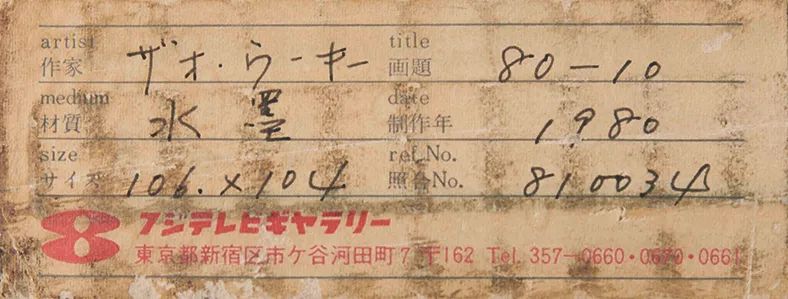 artist title
作家 ザオ・ウーキー 画題 80-10
medium date
材質 水墨 制作年 1980
size ref.No.
サイズ 106.×104 照合No. 810034
フジテレビギャラリー
東京都新宿区市ケ谷河田町7 〒162 Tel. 357-0660・0670・0661